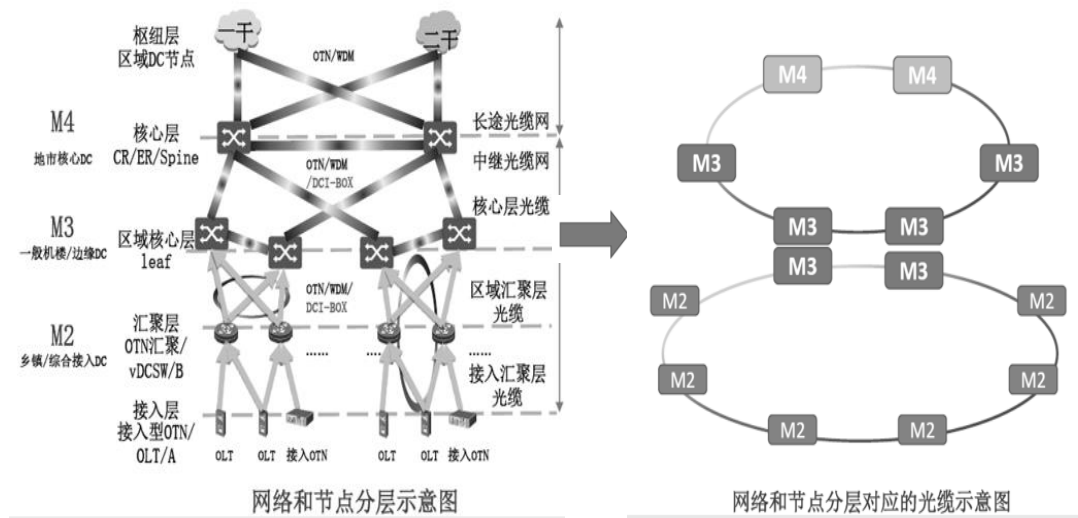 一干
二干
枢纽层
区域DC节点
OTN/WDM
M4
地市核心DC
核心层
CR/ER/Spine
长途光缆网
中继光缆网
OTN/WDM
/DCI-BOX
核心层光缆
M3
一般机楼/边缘DC
区域核心层
leaf
OTN/WDM/
DCI-BOX
区域汇聚层
光缆
M2
乡镇/综合接入DC
汇聚层
OTN汇聚/
vDCSW/B
......
....
......
接入汇聚层
光缆
接入层
接入型OTN/
OLT/A
OLT
OLT
接入OTN
OLT
OLT
接入OTN
网络和节点分层示意图
M4
M4
M3
M3
M3
M3
M3
M3
M2
M2
M2
M2
M2
M2
网络和节点分层对应的光缆示意图